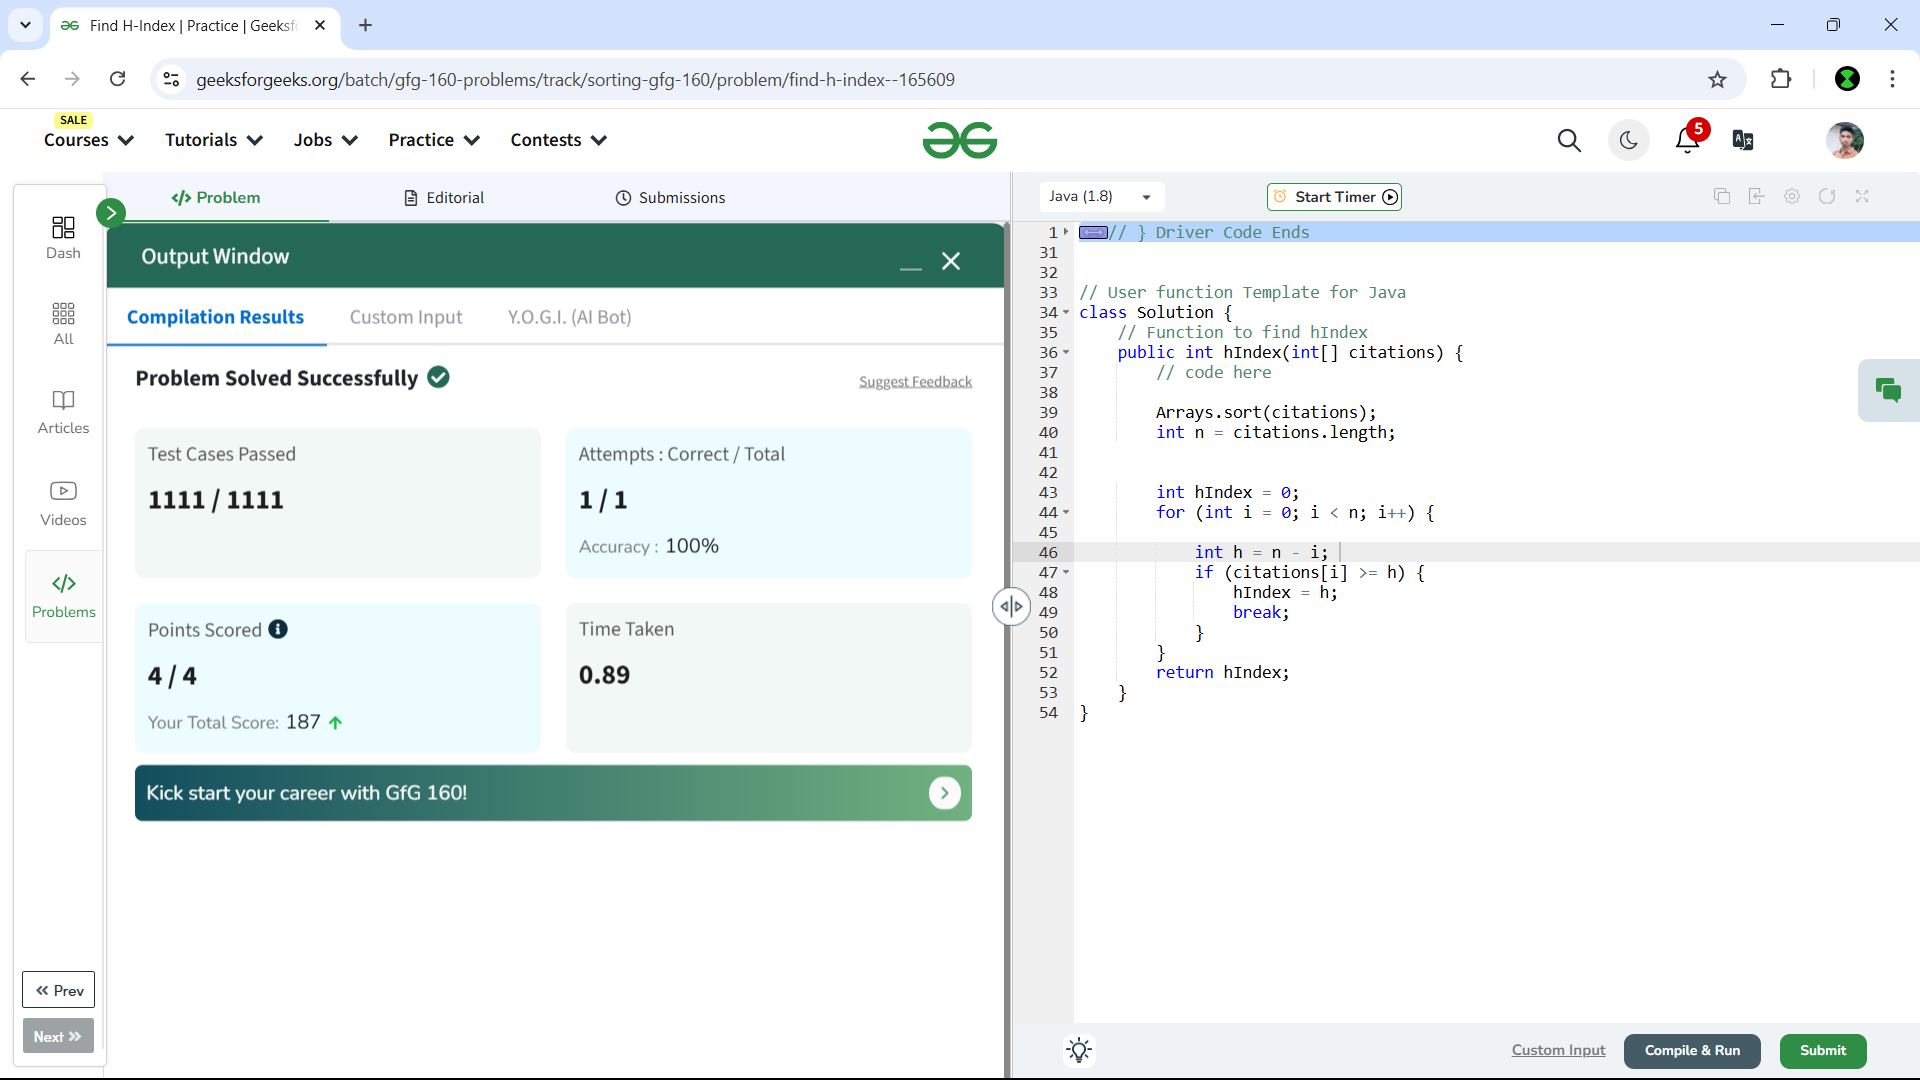 Find H-Index | Practice | Geeksf
geeksforgeeks.org/batch/gfg-160-problems/track/sorting-gfg-160/problem/find-h-index--165609
SALE
Courses Tutorials Jobs Practice Contests
5
Dash
All
Articles
Videos
Problems
Prev
Next
Problem Editorial Submissions
Output Window
Compilation Results Custom Input Y.O.G.I. (AI Bot)
Problem Solved Successfully
Suggest Feedback
Test Cases Passed
1111 / 1111
Attempts : Correct / Total
1 / 1
Accuracy : 100%
Points Scored
4 / 4
Your Total Score: 187
Time Taken
0.89
Kick start your career with GfG 160!
Java (1.8) Start Timer
1 // } Driver Code Ends
31
32
33 // User function Template for Java
34 class Solution {
35 // Function to find hIndex
36 public int hIndex(int[] citations) {
37 // code here
38
39 Arrays.sort(citations);
40 int n = citations.length;
41
42
43 int hIndex = 0;
44 for (int i = 0; i < n; i++) {
45
46 int h = n - i;
47 if (citations[i] >= h) {
48 hIndex = h;
49 break;
50 }
51 }
52 return hIndex;
53 }
54 }
Custom Input Compile & Run Submit